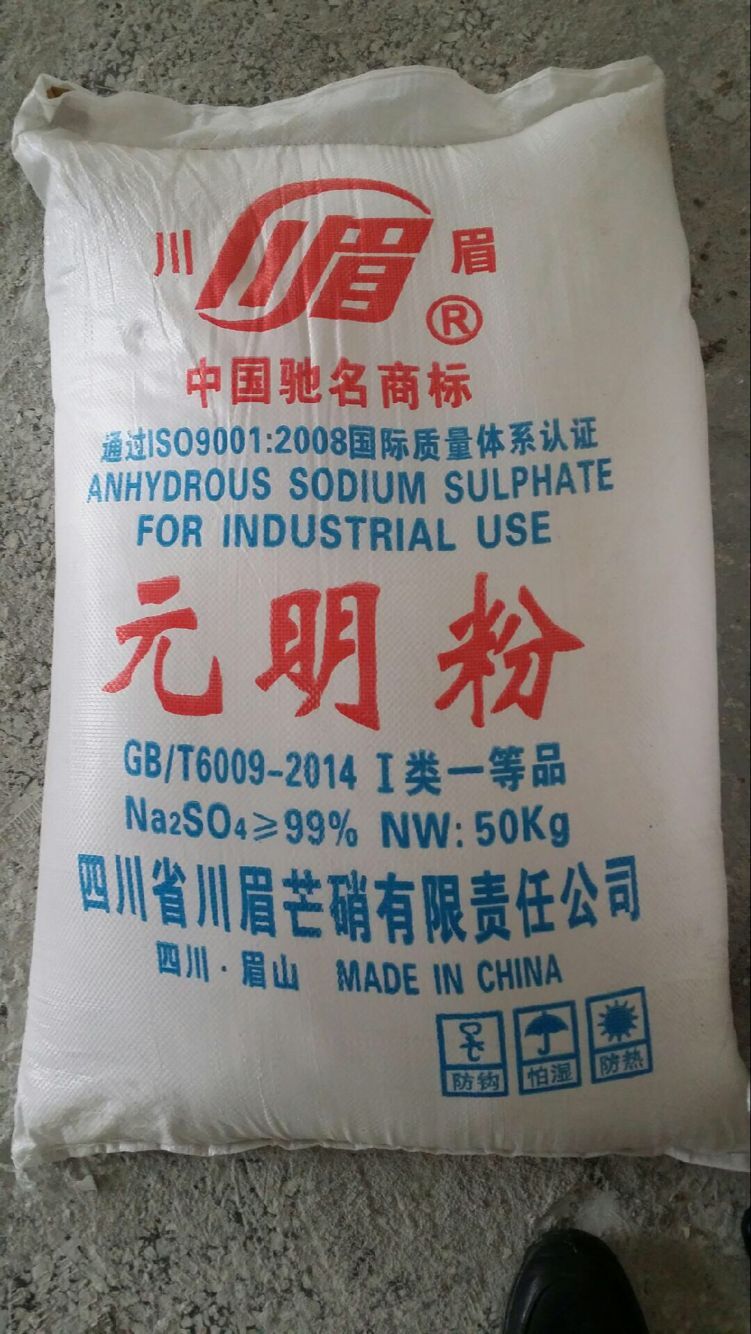 川 川眉 眉
®
中国驰名商标
通过ISO9001:2008国际质量体系认证
ANHYDROUS SODIUM SULPHATE
FOR INDUSTRIAL USE
元明粉
GB/T6009-2014 I类一等品
Na₂SO₄≥99% NW: 50Kg
四川省川眉芒硝有限责任公司
四川·眉山 MADE IN CHINA
防钩 怕湿 防热